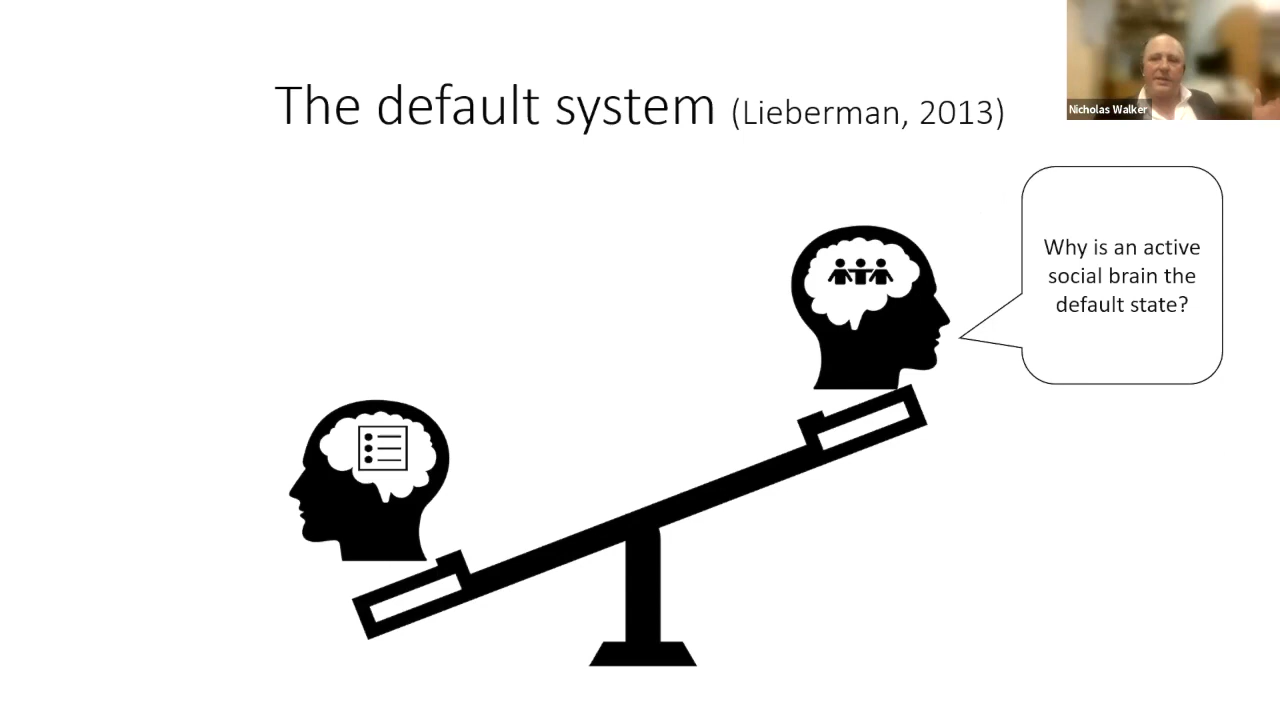 The default system (Lieberman, 2013)
Nicholas Walker
Why is an active
social brain the
default state?